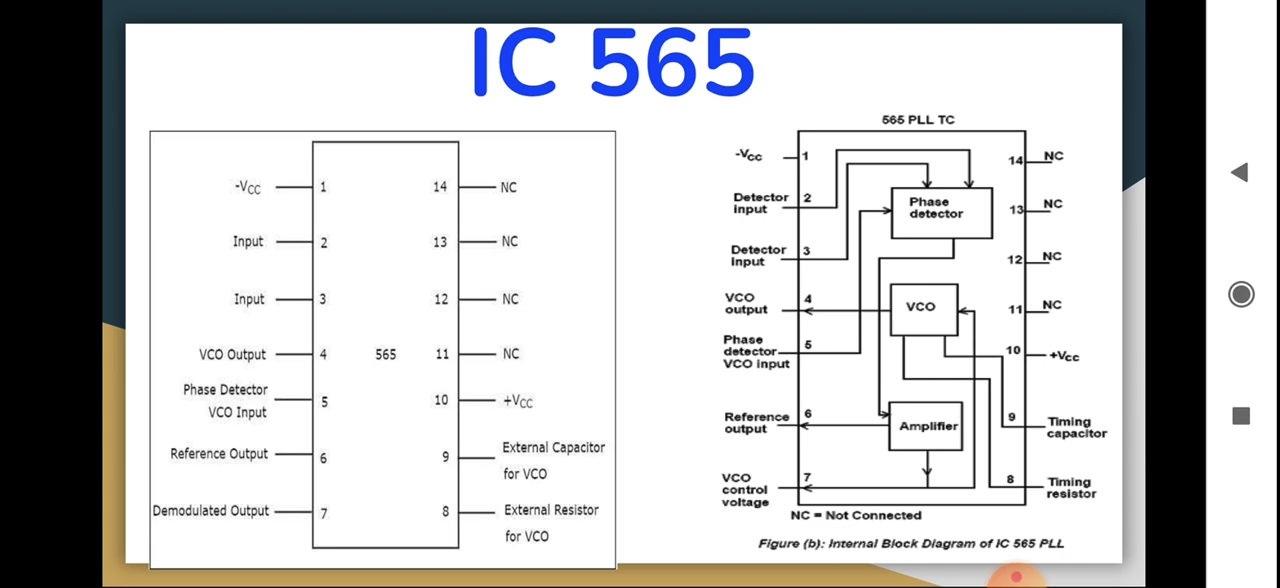 IC 565
-VCC 1 14 NC
Input 2 13 NC
Input 3 12 NC
VCO Output 4 565 11 NC
Phase Detector
VCO Input 5 10 +VCC
Reference Output 6 9 External Capacitor
for VCO
Demodulated Output 7 8 External Resistor
for VCO
565 PLL TC
-VCC 1 14 NC
Detector
input 2 13 NC
Phase
detector
Detector
input 3 12 NC
VCO
output 4 VCO 11 NC
Phase
detector
VCO input 5 10 +VCC
Reference
output 6 Amplifier 9 Timing
capacitor
VCO
control
voltage 7 8 Timing
resistor
NC = Not Connected
Figure (b): Internal Block Diagram of IC 565 PLL